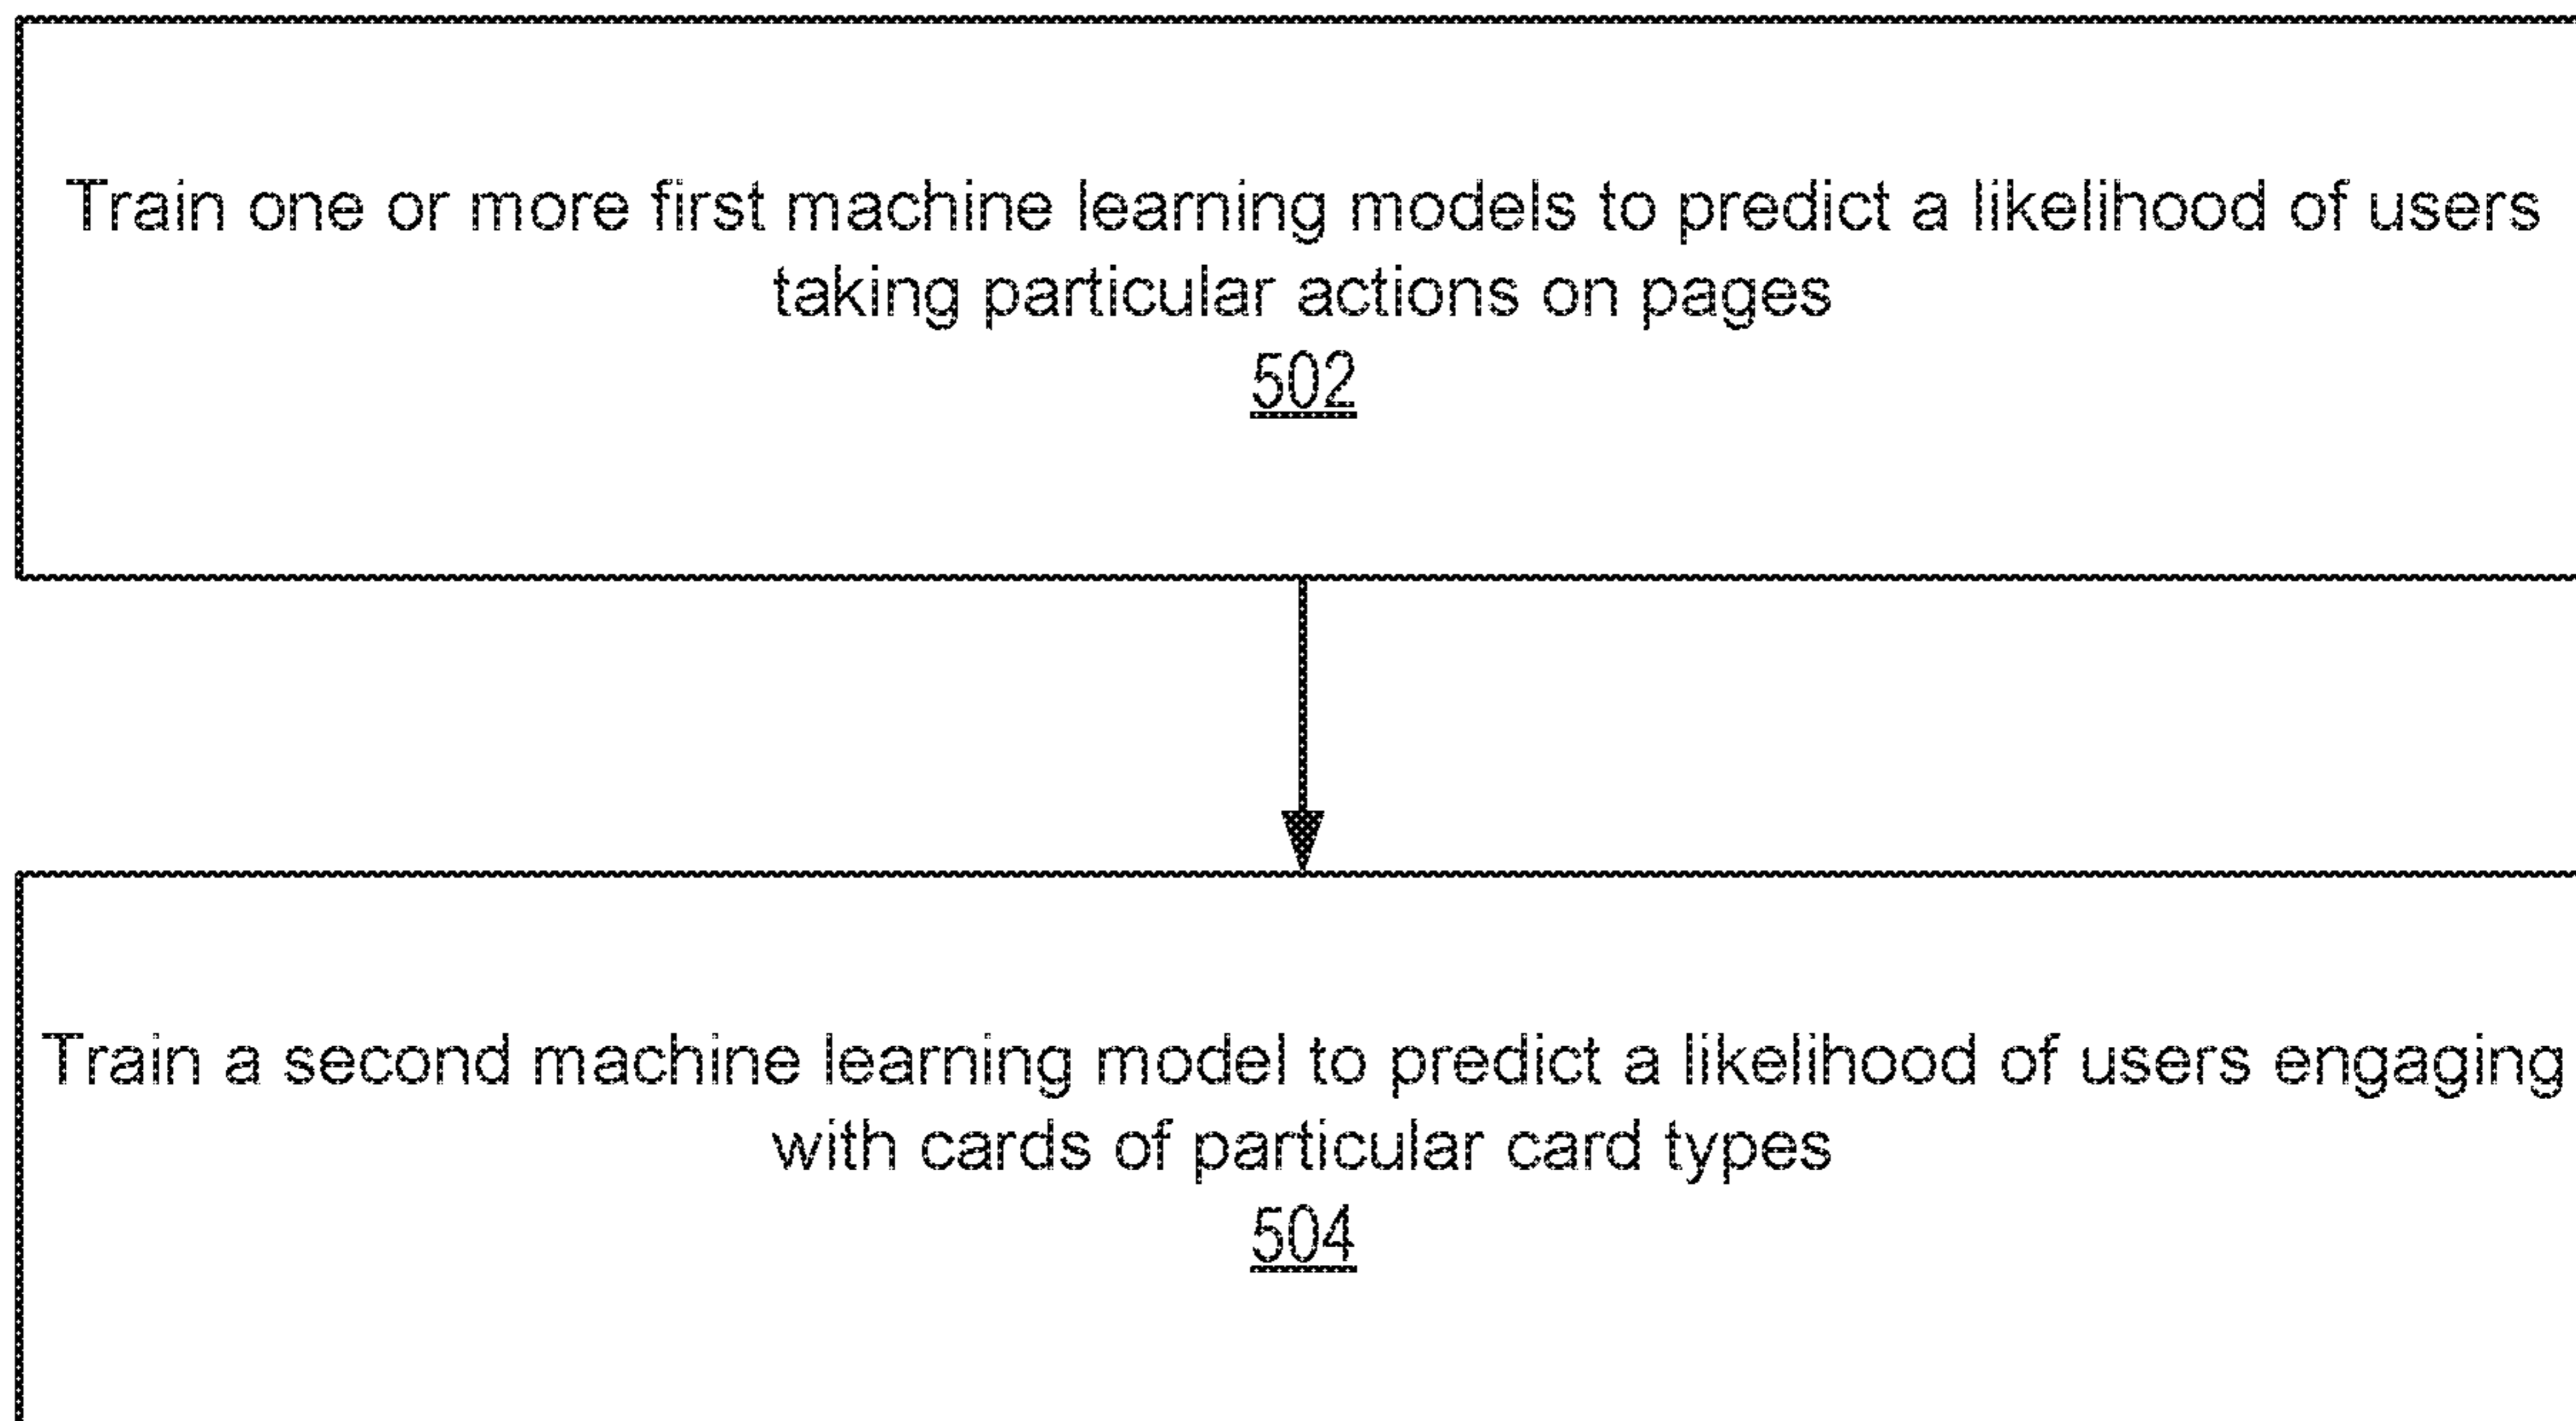 Train one or more first machine learning models to predict a likelihood of users
taking particular actions on pages
502
Train a second machine learning model to predict a likelihood of users engaging
with cards of particular card types
504